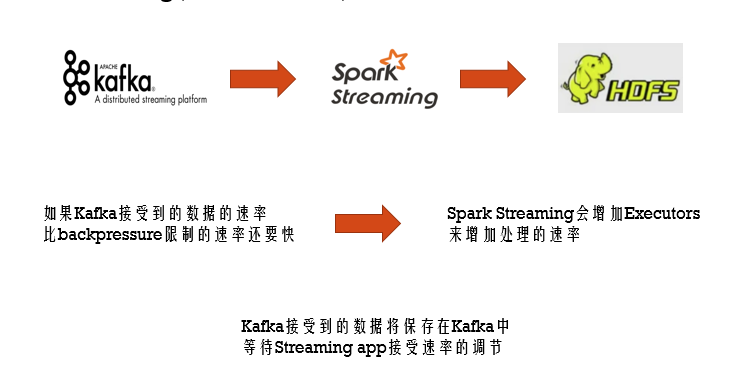 APACHE
kafka®
A distributed streaming platform
Spark
Streaming
HDFS
如果Kafka接受到的数据的速率
比backpressure限制的速率还要快
Spark Streaming会增加Executors
来增加处理的速率
Kafka接受到的数据将保存在Kafka中
等待Streaming app接受速率的调节